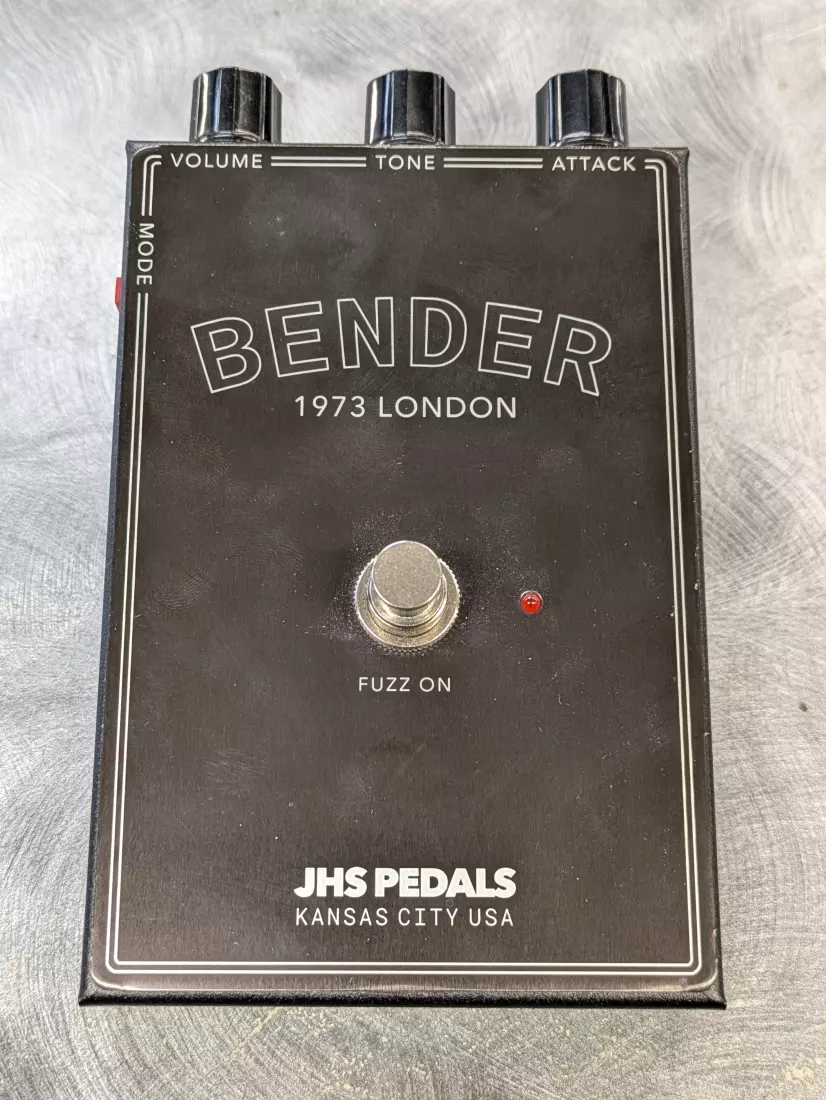 VOLUME TONE ATTACK
MODE
BENDER
1973 LONDON
FUZZ ON
JHS PEDALS
KANSAS CITY USA